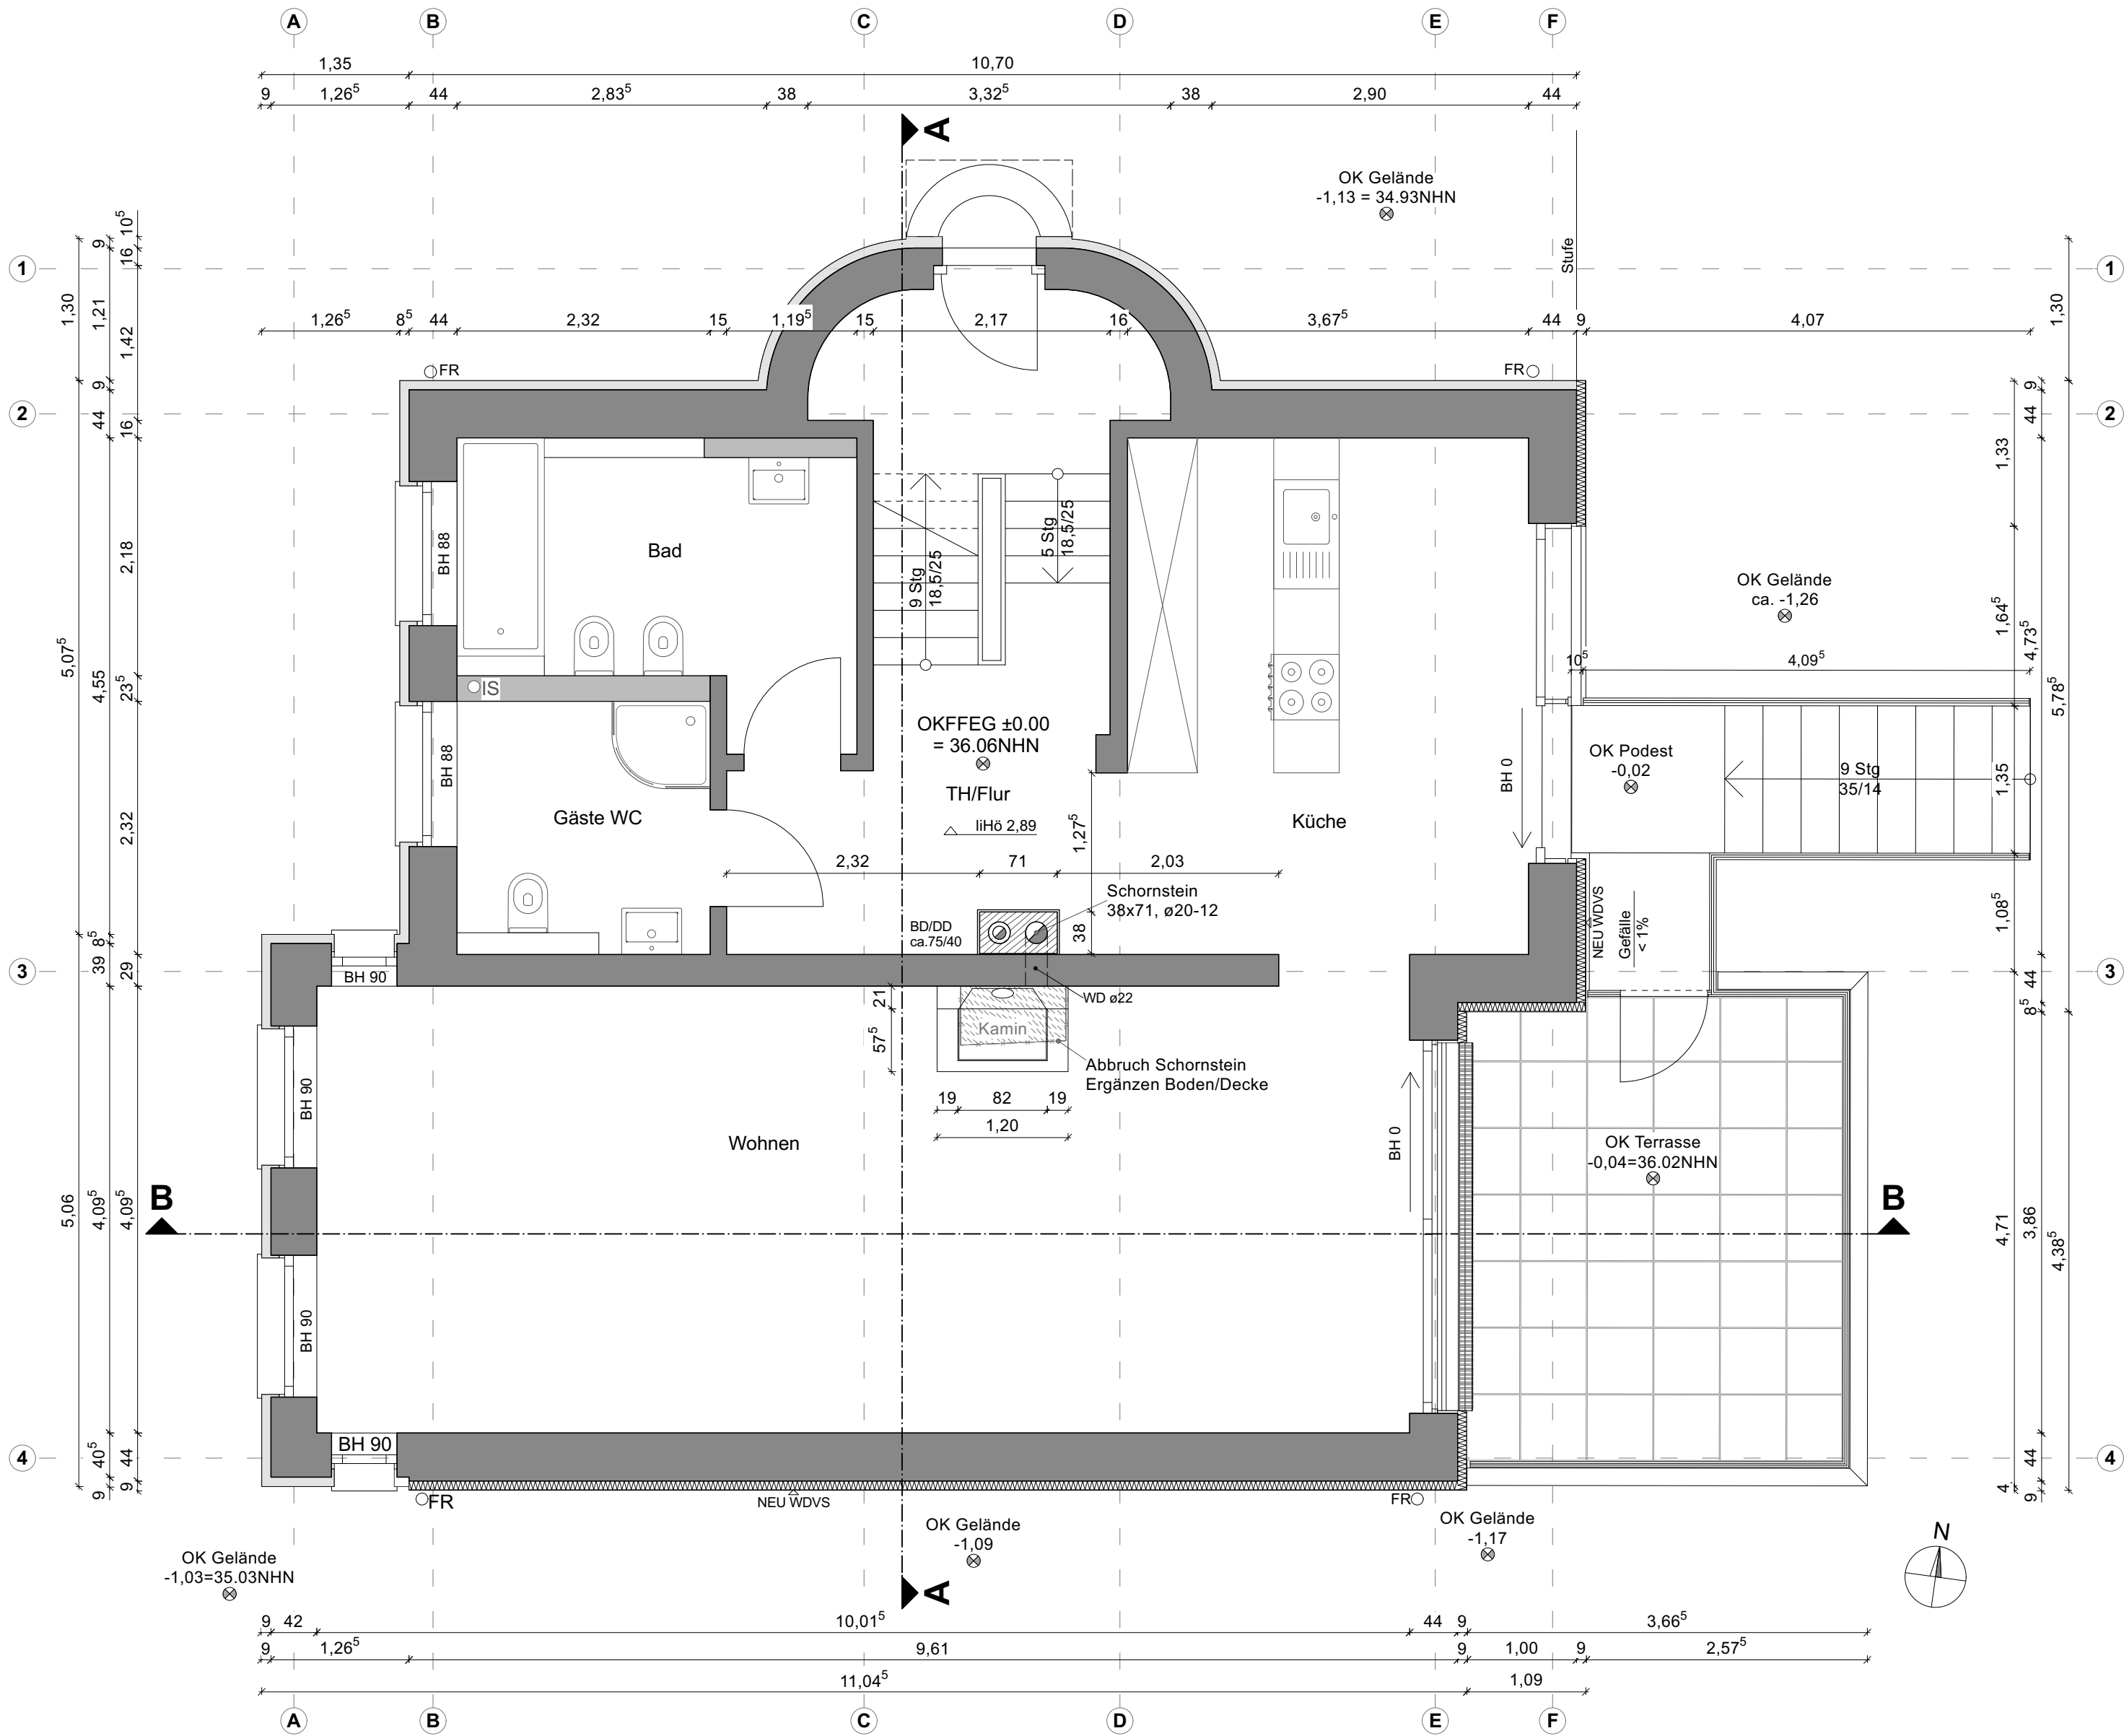 A B C D E F
1,35 10,70
9 1,26⁵ 44 2,83⁵ 38 3,32⁵ 38 2,90 44
A
OK Gelände
-1,13 = 34.93NHN
Stufe
1 1
1,26⁵ 8⁵ 44 2,32 15 1,19⁵ 15 2,17 16 3,67⁵ 44 9 4,07
FR FR
2 2
1,30 5,07⁵ 5,06
9 1,21 9 44 4,55 8⁵ 39⁵ 4,09⁵ 40⁵ 9
10⁵ 16 1,42 16 2,18 23⁵ 2,32 29 4,09⁵ 44 9
BH 88
Bad
9 Stg
18,5/25
5 Stg
18,5/25
IS
OKFFEG ±0.00
= 36.06NHN
TH/Flur
liHö 2,89
BH 88
Gäste WC
Küche
2,32 71 2,03
1,27⁵
38
Schornstein
38x71, ø20-12
BD/DD
ca.75/40
WD ø22
OK Gelände
ca. -1,26
10⁵ 4,09⁵
OK Podest
-0,02
9 Stg
35/14
BH 0
NEU WDVS
Gefälle
< 1%
1,33 1,64⁵ 1,35 1,08⁵ 4,71 4
9 44 4,73⁵ 44 8⁵ 3,86 44 9
1,30 5,78⁵ 4,38⁵
3 3
BH 90
21
57⁵
Kamin
Abbruch Schornstein
Ergänzen Boden/Decke
19 82 19
1,20
BH 90
Wohnen
BH 0
OK Terrasse
-0,04=36.02NHN
B B
BH 90
BH 90
4 4
FR NEU WDVS FR
OK Gelände
-1,09
OK Gelände
-1,17
OK Gelände
-1,03=35.03NHN
N
A
9 42 10,01⁵ 44 9 3,66⁵
9 1,26⁵ 9,61 9 1,00 9 2,57⁵
11,04⁵ 1,09
A B C D E F